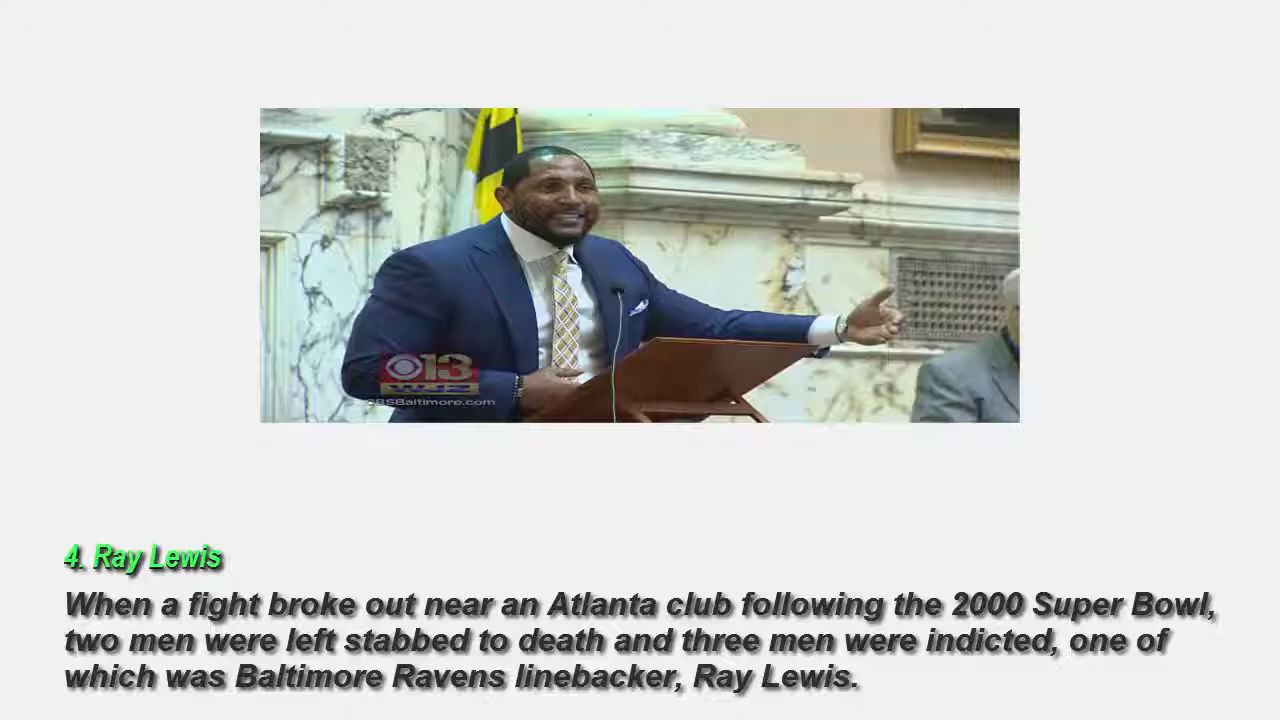 13
WJZ
CBSBaltimore.com
4. Ray Lewis
When a fight broke out near an Atlanta club following the 2000 Super Bowl,
two men were left stabbed to death and three men were indicted, one of
which was Baltimore Ravens linebacker, Ray Lewis.